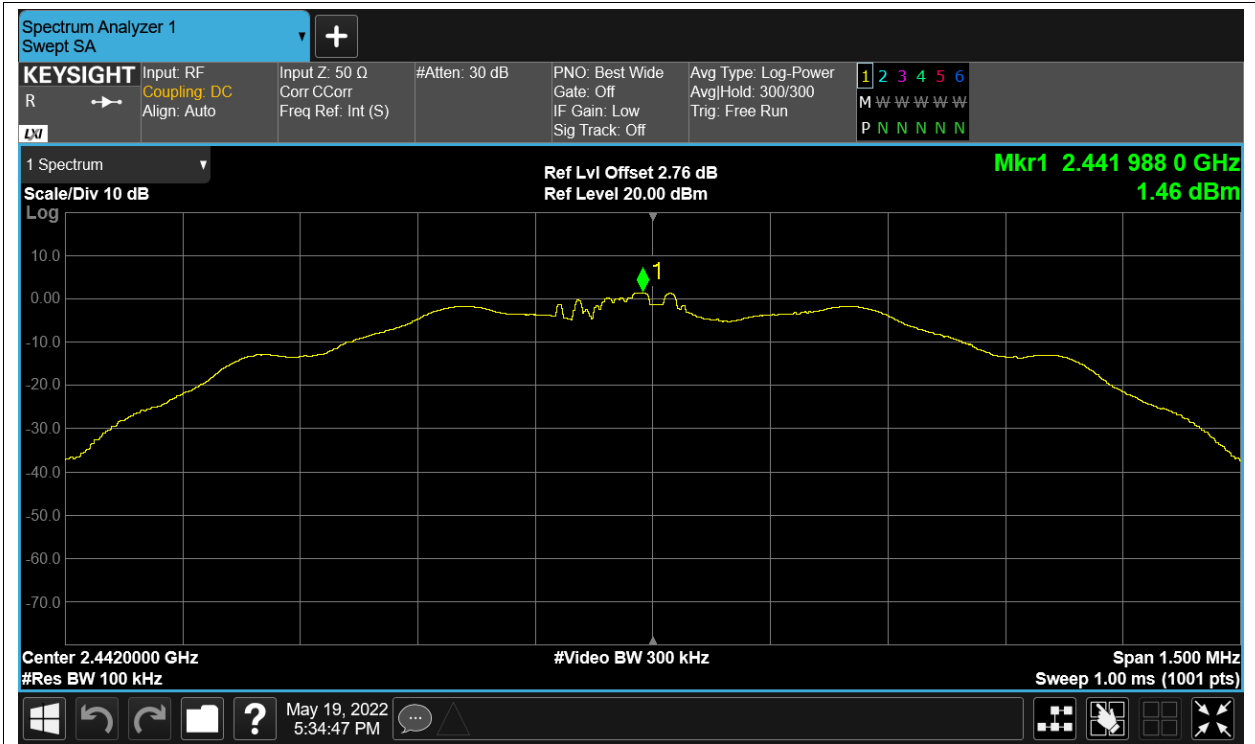 Spectrum Analyzer 1
Swept SA
KEYSIGHT
R
LXI
Input: RF
Coupling: DC
Align: Auto
Input Z: 50 Ω
Corr CCorr
Freq Ref: Int (S)
#Atten: 30 dB
PNO: Best Wide
Gate: Off
IF Gain: Low
Sig Track: Off
Avg Type: Log-Power
Avg|Hold: 300/300
Trig: Free Run
1 2 3 4 5 6
M W W W W W W
P N N N N N
1 Spectrum
Scale/Div 10 dB
Log
Ref Lvl Offset 2.76 dB
Ref Level 20.00 dBm
Mkr1 2.441 988 0 GHz
1.46 dBm
10.0
1
0.00
-10.0
-20.0
-30.0
-40.0
-50.0
-60.0
-70.0
Center 2.4420000 GHz
#Res BW 100 kHz
#Video BW 300 kHz
Span 1.500 MHz
Sweep 1.00 ms (1001 pts)
?
May 19, 2022
5:34:47 PM